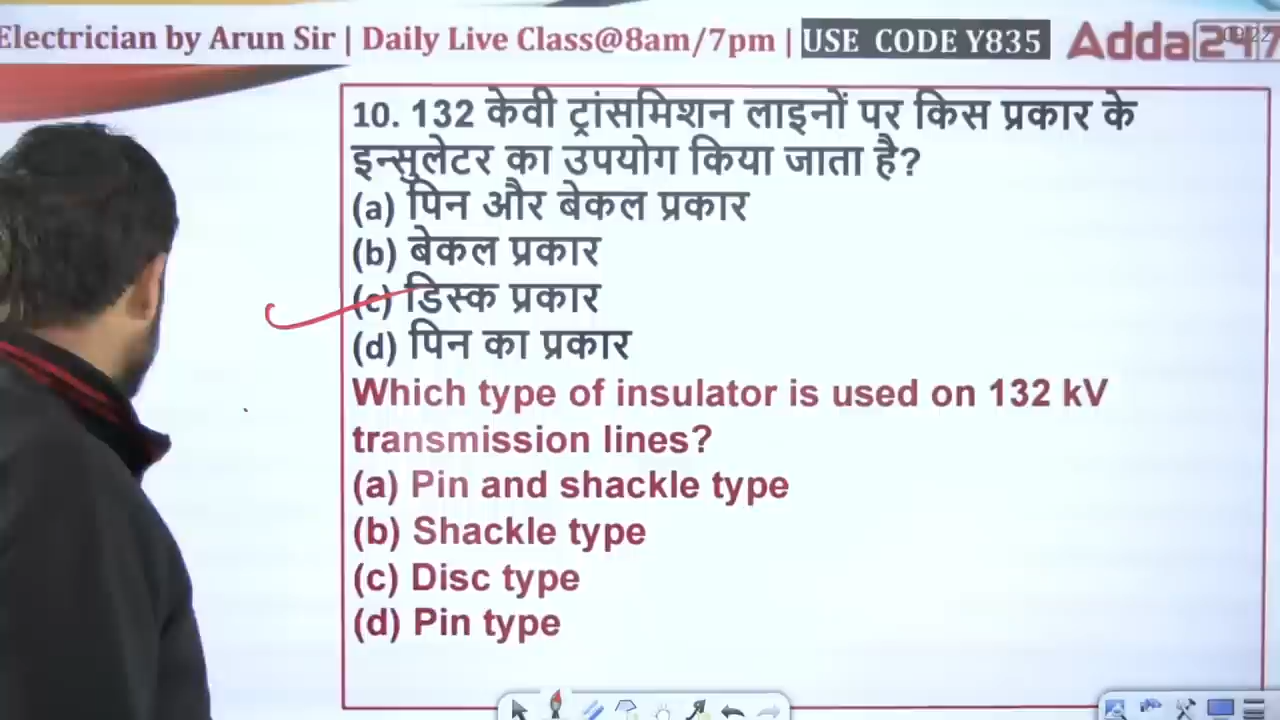 Electrician by Arun Sir | Daily Live Class@8am/7pm | USE CODE Y835 Adda247
10. 132 केवी ट्रांसमिशन लाइनों पर किस प्रकार के
इन्सुलेटर का उपयोग किया जाता है?
(a) पिन और बेकल प्रकार
(b) बेकल प्रकार
(c) डिस्क प्रकार
(d) पिन का प्रकार
Which type of insulator is used on 132 kV
transmission lines?
(a) Pin and shackle type
(b) Shackle type
(c) Disc type
(d) Pin type